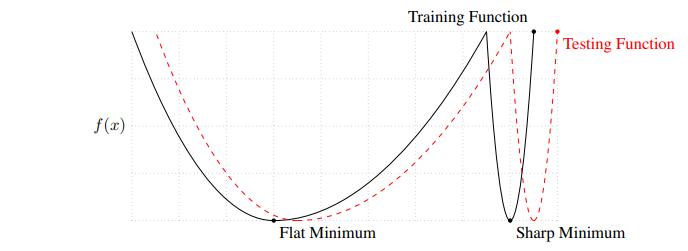 Training Function
Testing Function
f(x)
Flat Minimum
Sharp Minimum